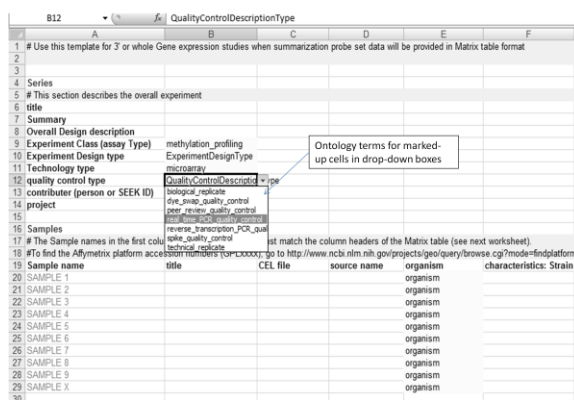 B12 fx QualityControlDescriptionType
A B C D E F
1 # Use this template for 3' or whole Gene expression studies when summarization probe set data will be provided in Matrix table format
2
3
4 Series
5 # This section describes the overall experiment
6 title
7 Summary
8 Overall Design description
9 Experiment Class (assay Type) methylation_profiling
10 Experiment Design type ExperimentDesignType
11 Technology type microarray
12 quality control type QualityControlDescriptio ype
13 contributer (person or SEEK ID) biological_replicate
dye_swap_quality_control
14 project peer_review_quality_control
15 real_time_PCR_quality_control
16 Samples reverse_transcription_PCR_qual
spike_quality_control
technical_replicate
Ontology terms for marked-
up cells in drop-down boxes
17 # The Sample names in the first colu st match the column headers of the Matrix table (see next worksheet).
18 #To find the Affymetrix platform accession numbers (GPLxxxx), go to http://www.ncbi.nlm.nih.gov/projects/geo/query/browse.cgi?mode=findplatform
19 Sample name title CEL file source name organism characteristics: Strain
20 SAMPLE 1 organism
21 SAMPLE 2 organism
22 SAMPLE 3 organism
23 SAMPLE 4 organism
24 SAMPLE 5 organism
25 SAMPLE 6 organism
26 SAMPLE 7 organism
27 SAMPLE 8 organism
28 SAMPLE 9 organism
29 SAMPLE X organism
30